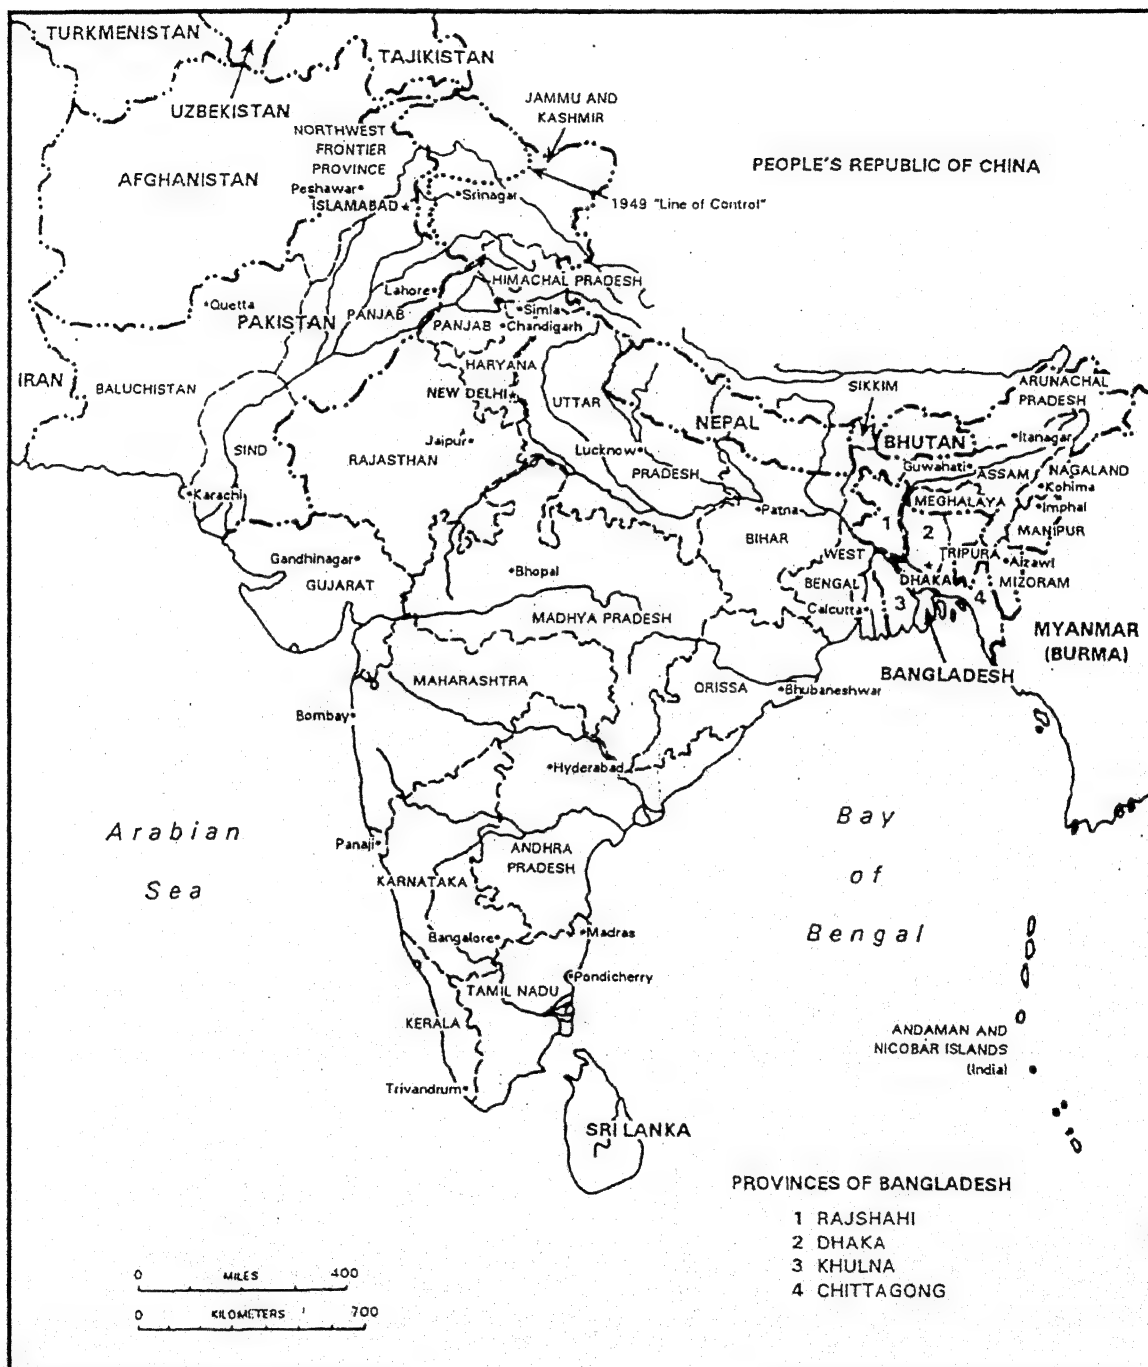 TURKMENISTAN
TAJIKISTAN
UZBEKISTAN
JAMMU AND
KASHMIR
NORTHWEST
FRONTIER
PROVINCE
PEOPLE'S REPUBLIC OF CHINA
AFGHANISTAN
Peshawar
ISLAMABAD
Srinagar
1949 "Line of Control"
HIMACHAL PRADESH
Lahore
Quetta
Simla
PAKISTAN
PANJAB
PANJAB
Chandigarh
IRAN
BALUCHISTAN
HARYANA
NEW DELHI
UTTAR
SIKKIM
ARUNACHAL
PRADESH
NEPAL
BHUTAN
Itanagar
Jaipur
SIND
RAJASTHAN
Lucknow
PRADESH
Guwahati
ASSAM
NAGALAND
Kohima
Karachi
MEGHALAYA
Imphal
Patna
1
2
MANIPUR
BIHAR
WEST
TRIPURA
Aizawl
Gandhinagar
Bhopal
GUJARAT
BENGAL
DHAKA
MIZORAM
4
3
Calcutta
MADHYA PRADESH
MYANMAR
(BURMA)
BANGLADESH
MAHARASHTRA
ORISSA
Bhubaneshwar
Bombay
Hyderabad
Arabian
Sea
Bay
of
Bengal
Panaji
ANDHRA
PRADESH
KARNATAKA
Bangalore
Madras
Pondicherry
TAMIL NADU
KERALA
ANDAMAN AND
NICOBAR ISLANDS
(India)
Trivandrum
SRI LANKA
PROVINCES OF BANGLADESH
1 RAJSHAHI
2 DHAKA
3 KHULNA
4 CHITTAGONG
0 MILES 400
0 KILOMETERS 700